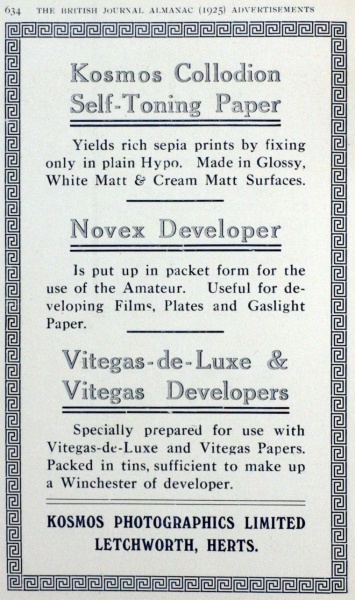 634 THE BRITISH JOURNAL ALMANAC (1925) ADVERTISEMENTS
Kosmos Collodion
Self-Toning Paper
Yields rich sepia prints by fixing
only in plain Hypo. Made in Glossy,
White Matt & Cream Matt Surfaces.
Novex Developer
Is put up in packet form for the
use of the Amateur. Useful for de-
veloping Films, Plates and Gaslight
Paper.
Vitegas-de-Luxe &
Vitegas Developers
Specially prepared for use with
Vitegas-de-Luxe and Vitegas Papers.
Packed in tins, sufficient to make up
a Winchester of developer.
KOSMOS PHOTOGRAPHICS LIMITED
LETCHWORTH, HERTS.